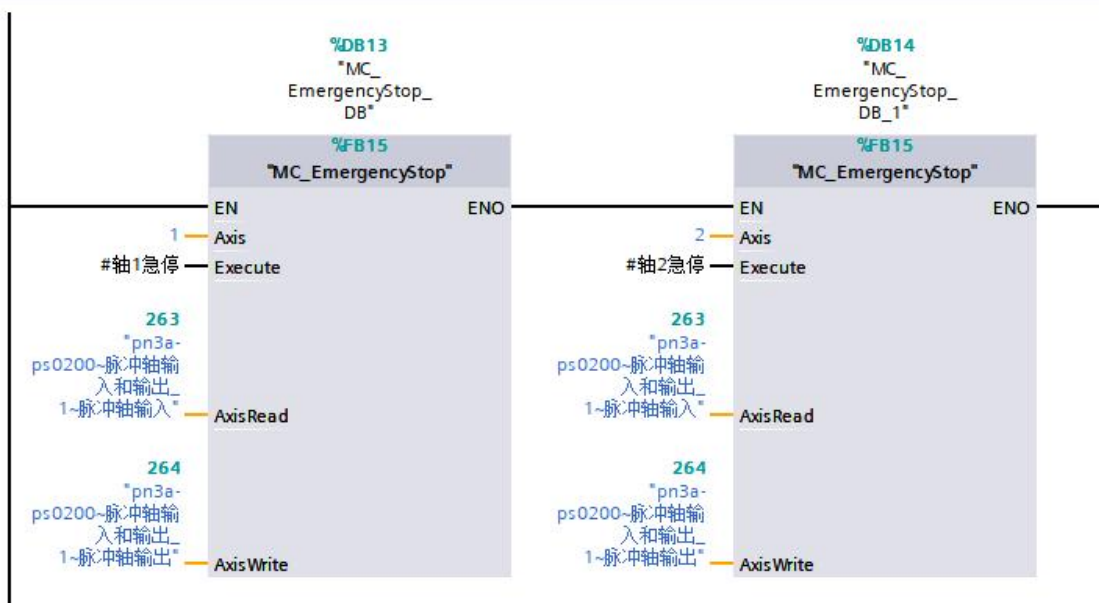 %DB13
"MC_
EmergencyStop_
DB"
%FB15
"MC_EmergencyStop"
EN
ENO
1
Axis
#轴1急停
Execute
263
"pn3a-
ps0200~脉冲轴输
入和输出_
1~脉冲轴输入"
AxisRead
264
"pn3a-
ps0200~脉冲轴输
入和输出_
1~脉冲轴输出"
AxisWrite
%DB14
"MC_
EmergencyStop_
DB_1"
%FB15
"MC_EmergencyStop"
EN
ENO
2
Axis
#轴2急停
Execute
263
"pn3a-
ps0200~脉冲轴输
入和输出_
1~脉冲轴输入"
AxisRead
264
"pn3a-
ps0200~脉冲轴输
入和输出_
1~脉冲轴输出"
AxisWrite